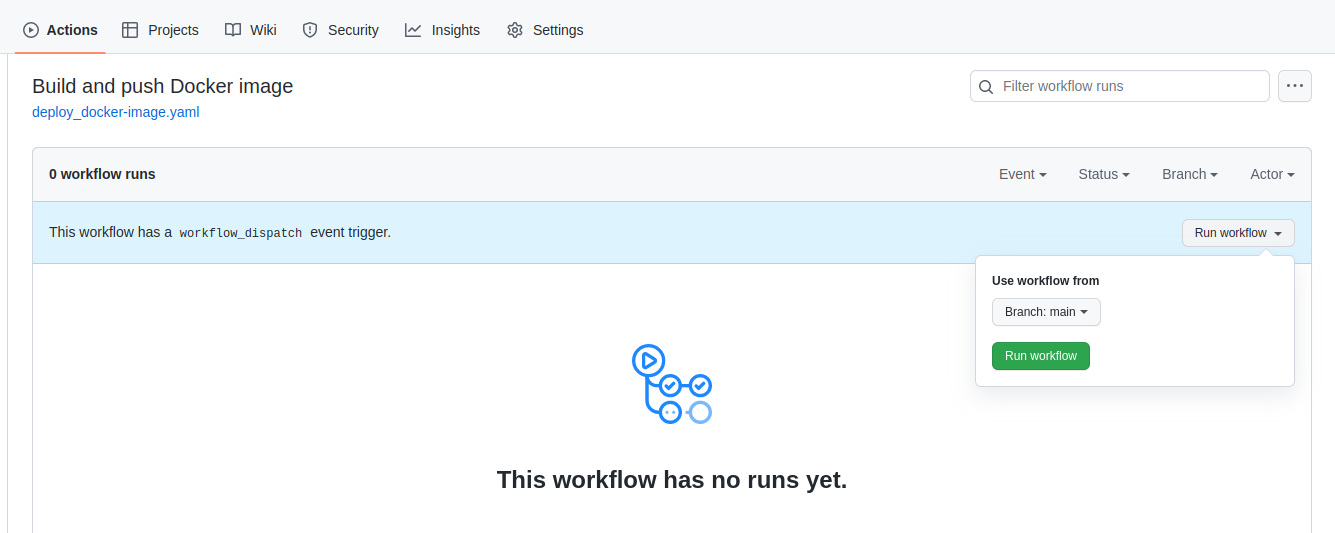 Actions Projects Wiki Security Insights Settings
Build and push Docker image
Filter workflow runs
deploy_docker-image.yaml
0 workflow runs
Event Status Branch Actor
This workflow has a workflow_dispatch event trigger.
Run workflow
Use workflow from
Branch: main
Run workflow
This workflow has no runs yet.